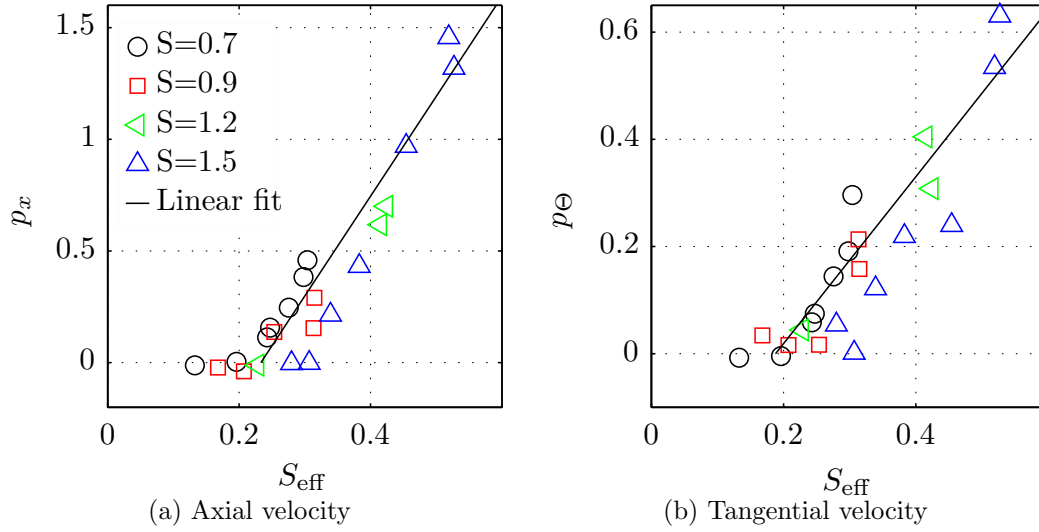 1.5
1
0.5
0
p_x
S=0.7
S=0.9
S=1.2
S=1.5
Linear fit
0 0.2 0.4
S_eff
(a) Axial velocity
0.6
0.4
0.2
0
p_Θ
0 0.2 0.4
S_eff
(b) Tangential velocity